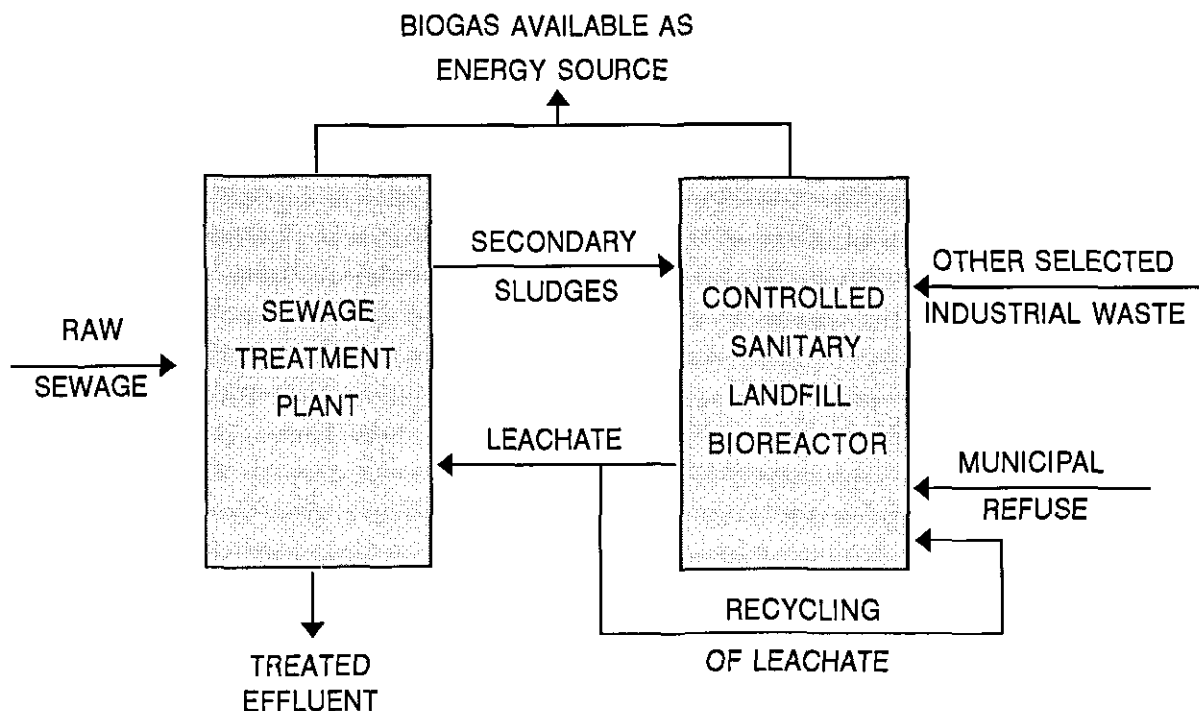 BIOGAS AVAILABLE AS
ENERGY SOURCE
SEWAGE
TREATMENT
PLANT
SECONDARY
SLUDGES
CONTROLLED
SANITARY
LANDFILL
BIOREACTOR
OTHER SELECTED
INDUSTRIAL WASTE
RAW
SEWAGE
LEACHATE
MUNICIPAL
REFUSE
RECYCLING
OF LEACHATE
TREATED
EFFLUENT